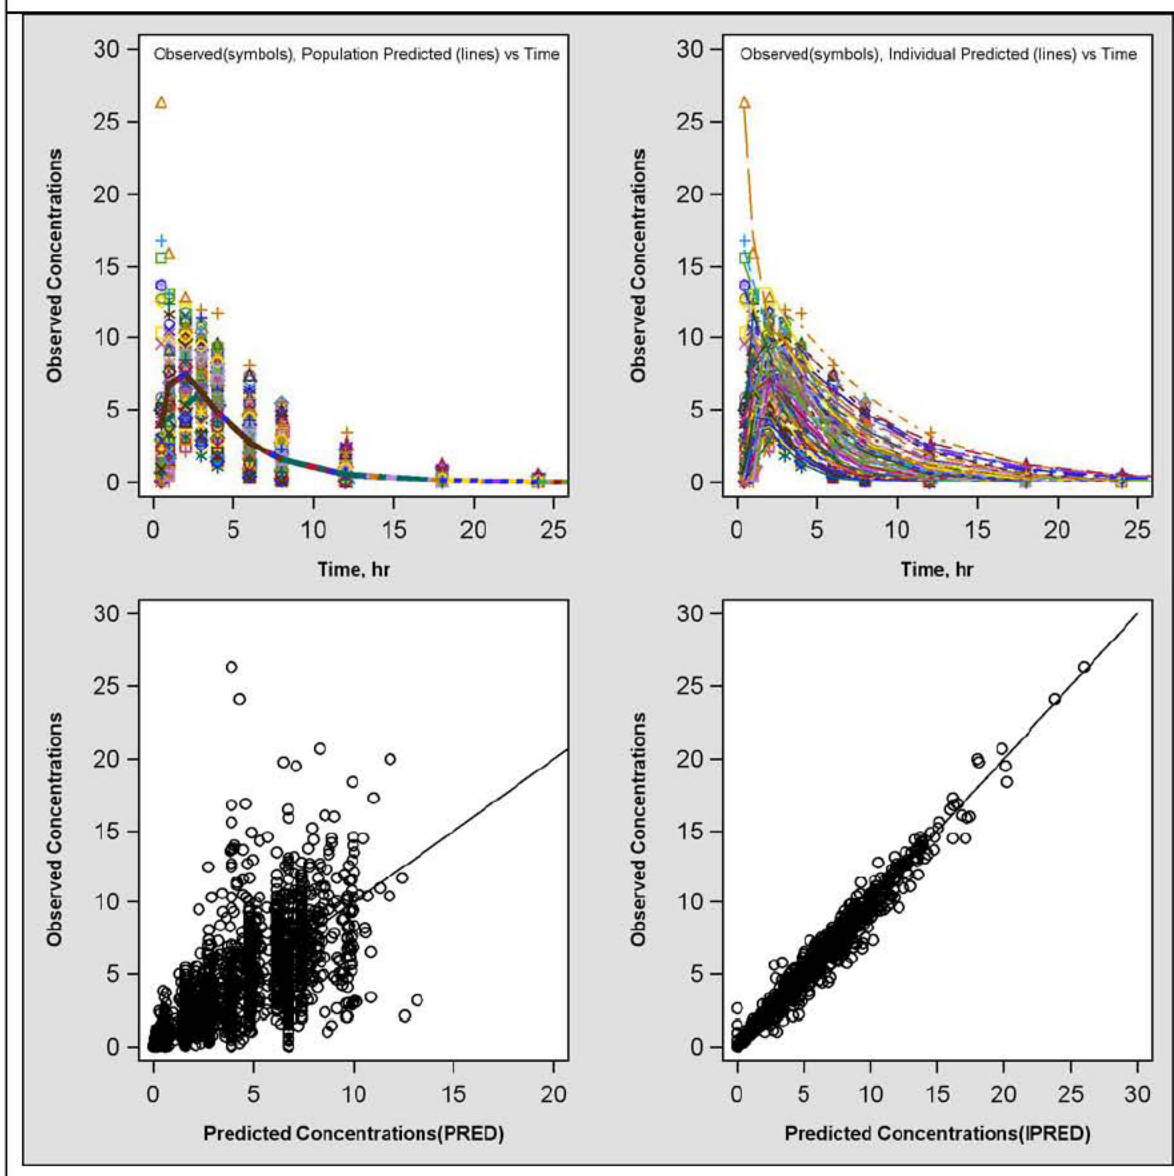 Observed(symbols), Population Predicted (lines) vs Time
30
25
20
15
10
5
0
Observed Concentrations
0 5 10 15 20 25
Time, hr
Observed(symbols), Individual Predicted (lines) vs Time
30
25
20
15
10
5
0
Observed Concentrations
0 5 10 15 20 25
Time, hr
30
25
20
15
10
5
0
Observed Concentrations
0 5 10 15 20
Predicted Concentrations(PRED)
30
25
20
15
10
5
0
Observed Concentrations
0 5 10 15 20 25 30
Predicted Concentrations(IPRED)